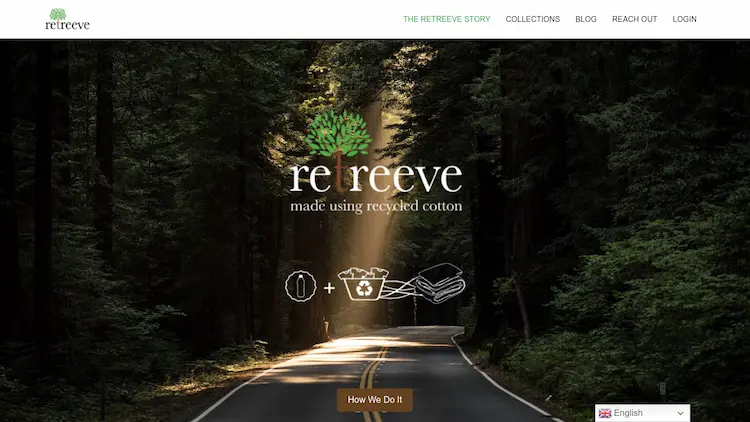 retreeve
THE RETREEVE STORY COLLECTIONS BLOG REACH OUT LOGIN
retreeve
made using recycled cotton
+
How We Do It
English